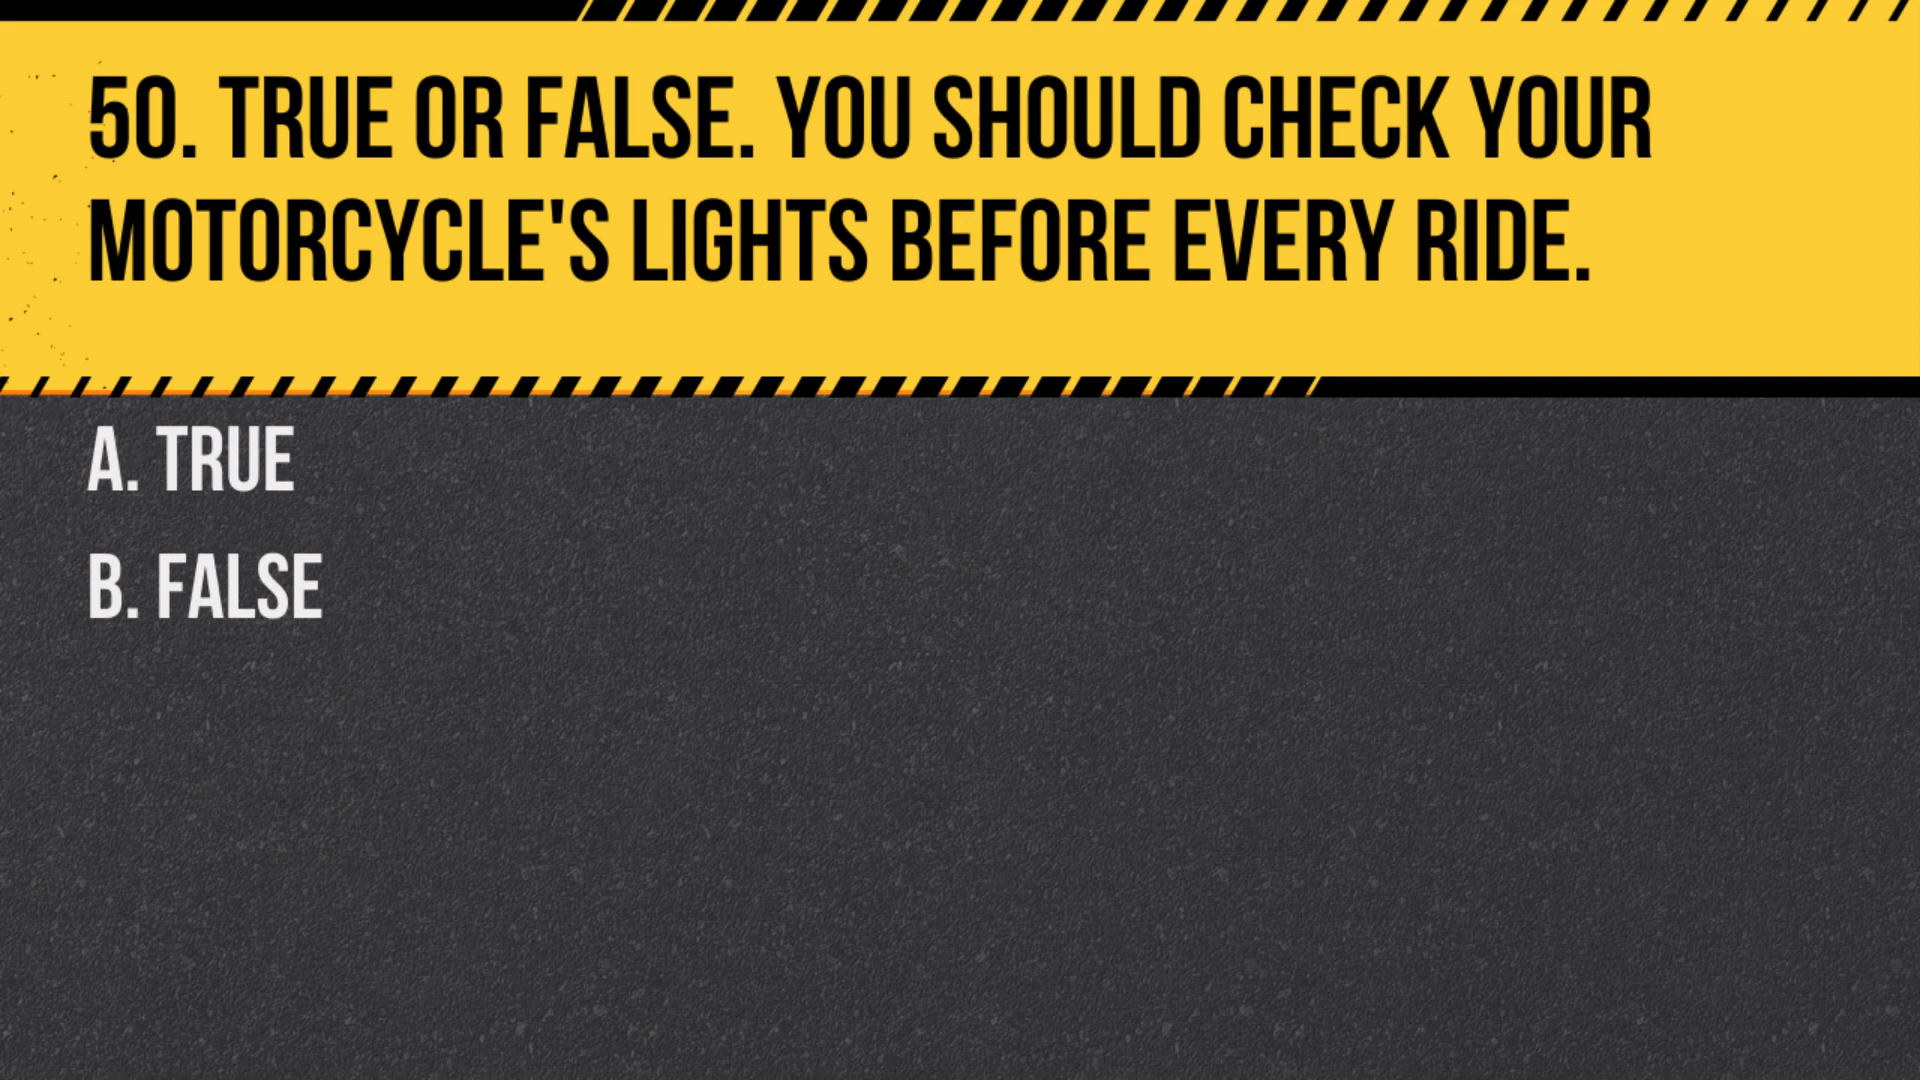 50. TRUE OR FALSE. YOU SHOULD CHECK YOUR
MOTORCYCLE'S LIGHTS BEFORE EVERY RIDE.
A. TRUE
B. FALSE